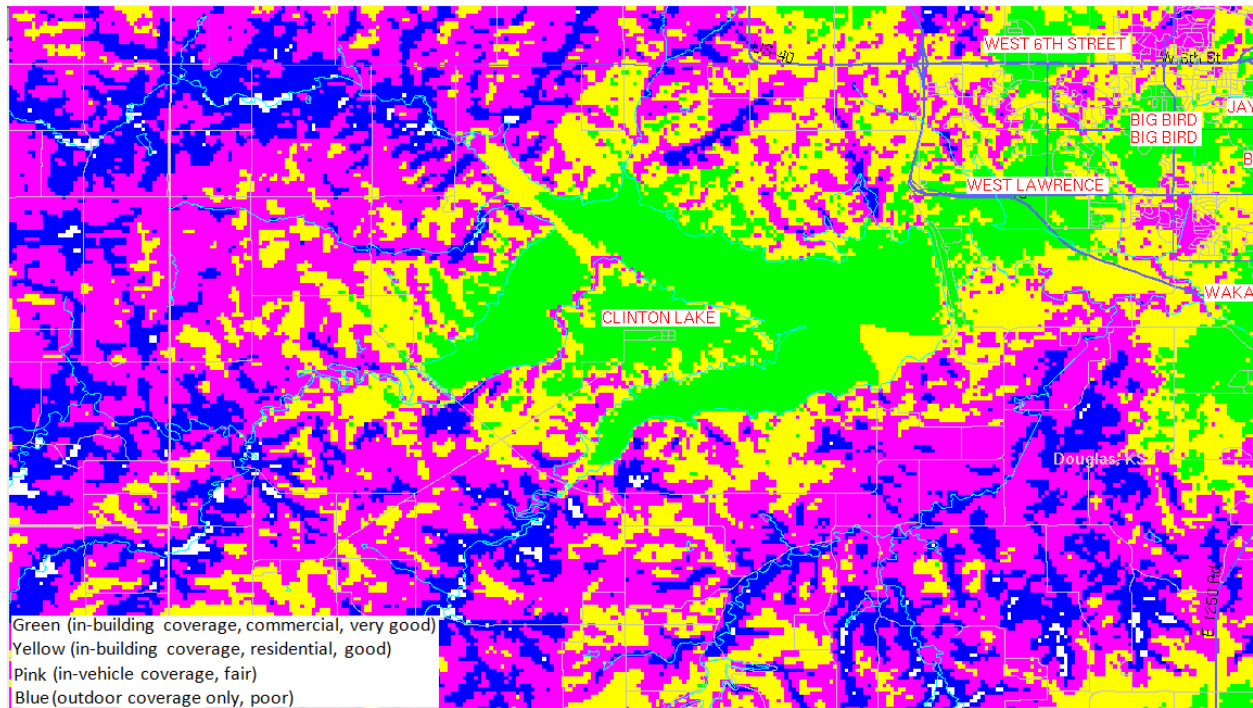 US-40
WEST 6TH STREET
W 6th St
JAY
BIG BIRD
BIG BIRD
B
WEST LAWRENCE
WAKA
CLINTON LAKE
Douglas, KS
E 1250 Rd
Green (in-building coverage, commercial, very good)
Yellow (in-building coverage, residential, good)
Pink (in-vehicle coverage, fair)
Blue (outdoor coverage only, poor)